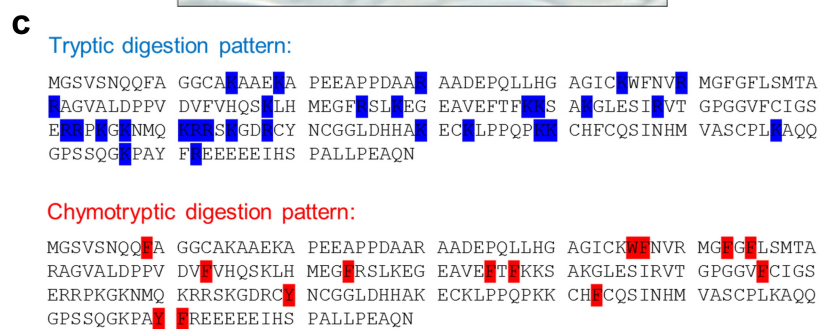 c
Tryptic digestion pattern:
MGSVSNQQFA GGCAKAAEKA PEEAPPDAAR AADEPQLLHG AGICKWFNVR MGFGFLSMTA
RAGVALDPPV DVFVHQSKLH MEGFRSLKEG EAVEFTFKKS AKGLESIRVT GPGGVFCIGS
ERRPKGKNMQ KRRSKGDRCY NCGGLDHHAK ECKLPPQPKK CHFCQSINHM VASCPLKAQQ
GPSSQGKPAY FREEEEEIHS PALLPEAQN
Chymotryptic digestion pattern:
MGSVSNQQFA GGCAKAAEKA PEEAPPDAAR AADEPQLLHG AGICKWFNVR MGFGFLSMTA
RAGVALDPPV DVFVHQSKLH MEGFRSLKEG EAVEFTFKKS AKGLESIRVT GPGGVFCIGS
ERRPKGKNMQ KRRSKGDRCY NCGGLDHHAK ECKLPPQPKK CHFCQSINHM VASCPLKAQQ
GPSSQGKPAY FREEEEEIHS PALLPEAQN